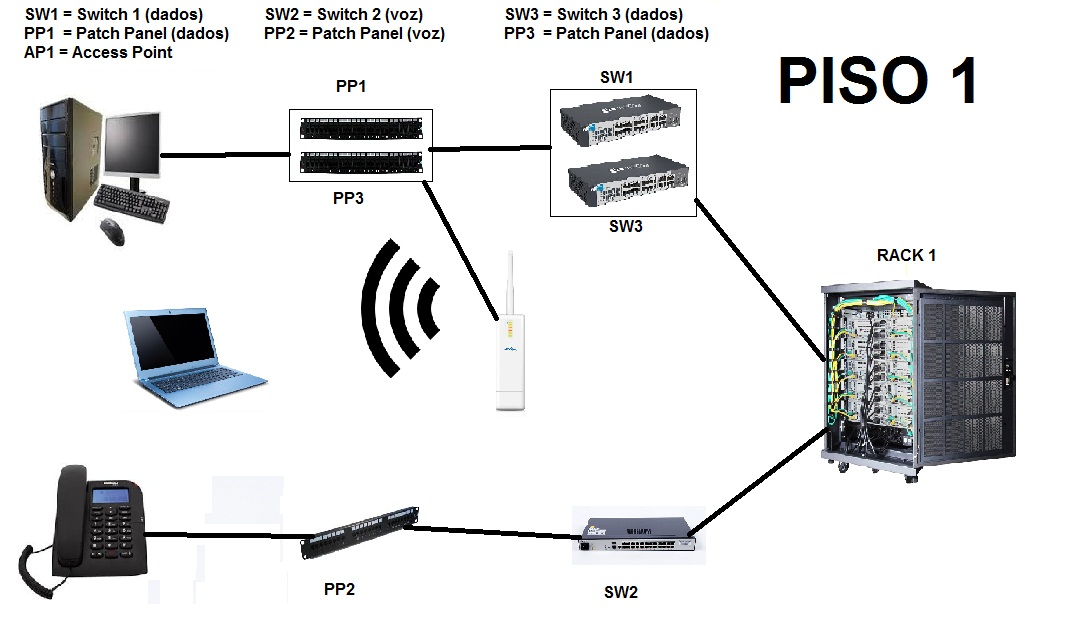 SW1 = Switch 1 (dados)
PP1 = Patch Panel (dados)
AP1 = Access Point
SW2 = Switch 2 (voz)
PP2 = Patch Panel (voz)
SW3 = Switch 3 (dados)
PP3 = Patch Panel (dados)
PISO 1
PP1
SW1
PP3
SW3
RACK 1
PP2
SW2